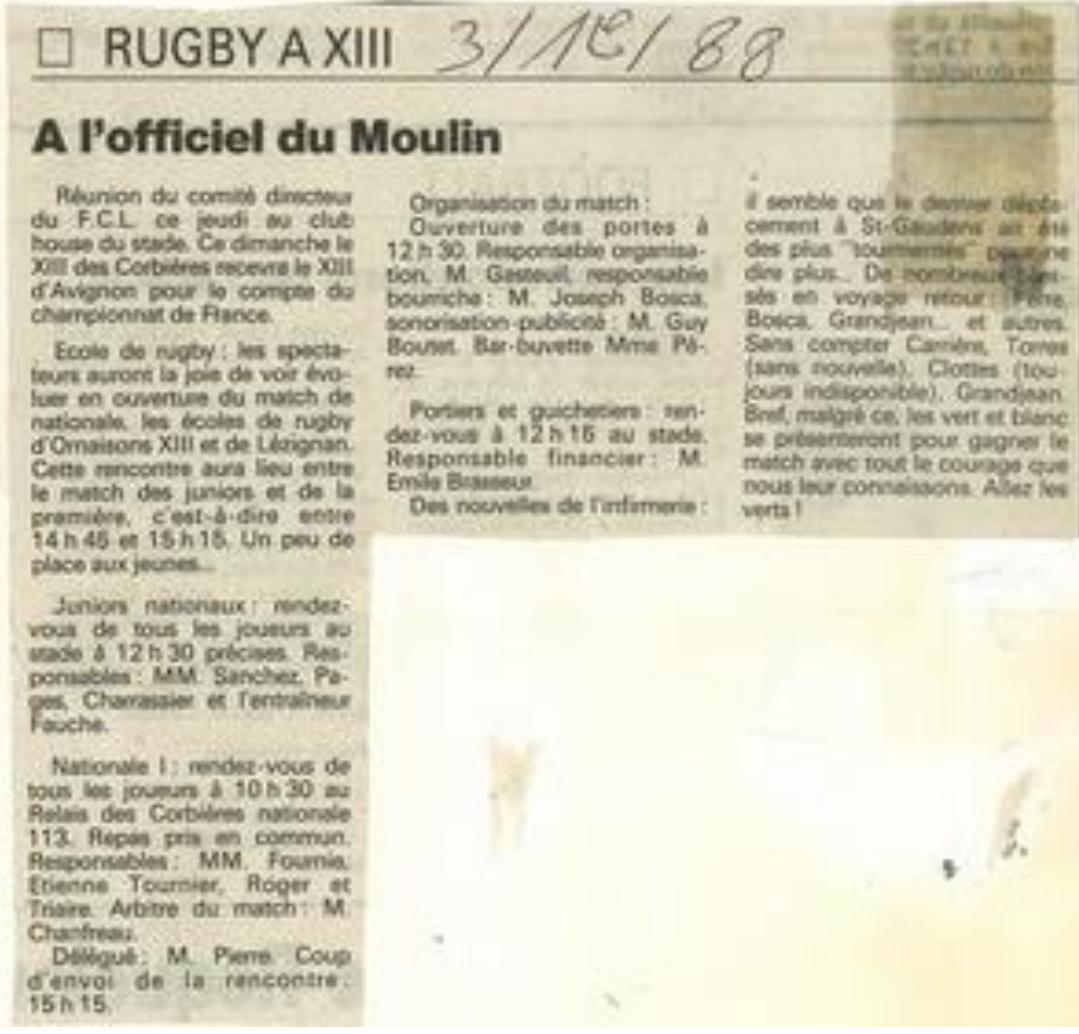 RUGBY A XIII 3/12/88
A l'officiel du Moulin
Réunion du comité directeur
du F.C.L. ce jeudi au club
house du stade. Ce dimanche le
XIII des Corbières recevra le XIII
d'Avignon pour le compte du
championnat de France.
Ecole de rugby : les specta-
teurs auront la joie de voir évo-
luer en ouverture du match de
nationale, les écoles de rugby
d'Ornaisons XIII et de Lézignan.
Cette rencontre aura lieu entre
le match des juniors et de la
première, c'est-à-dire entre
14 h 45 et 15 h 15. Un peu de
place aux jeunes...
Juniors nationaux : rendez-
vous de tous les joueurs au
stade à 12 h 30 précises. Res-
ponsables : MM. Sanchez, Pa-
ges, Charrassier et l'entraîneur
Fauche.
Nationale I : rendez-vous de
tous les joueurs à 10 h 30 au
Relais des Corbières nationale
113. Repas pris en commun.
Responsables : MM. Fournie,
Etienne Tournier, Roger et
Triaire. Arbitre du match : M.
Chanfreau.
Délégué : M. Pierre. Coup
d'envoi de la rencontre :
15 h 15.
Organisation du match :
Ouverture des portes à
12 h 30. Responsable organisa-
tion, M. Gasteuil, responsable
bourriche : M. Joseph Bosca,
sonorisation-publicité : M. Guy
Boutet. Bar-buvette Mme Pé-
rez.
Portiers et guichetiers : ren-
dez-vous à 12 h 15 au stade.
Responsable financier : M.
Emile Brasseur.
Des nouvelles de l'infirmerie :
il semble que le dernier dépla-
cement à St-Gaudens ait été
des plus "tourmentés" pour ne
dire plus... De nombreux bles-
sés en voyage retour : Ferre,
Bosca, Grandjean... et autres.
Sans compter Carrière, Torres
(sans nouvelle), Clottes (tou-
jours indisponible), Grandjean.
Bref, malgré ce, les vert et blanc
se présenteront pour gagner le
match avec tout le courage que
nous leur connaissons. Allez les
verts !